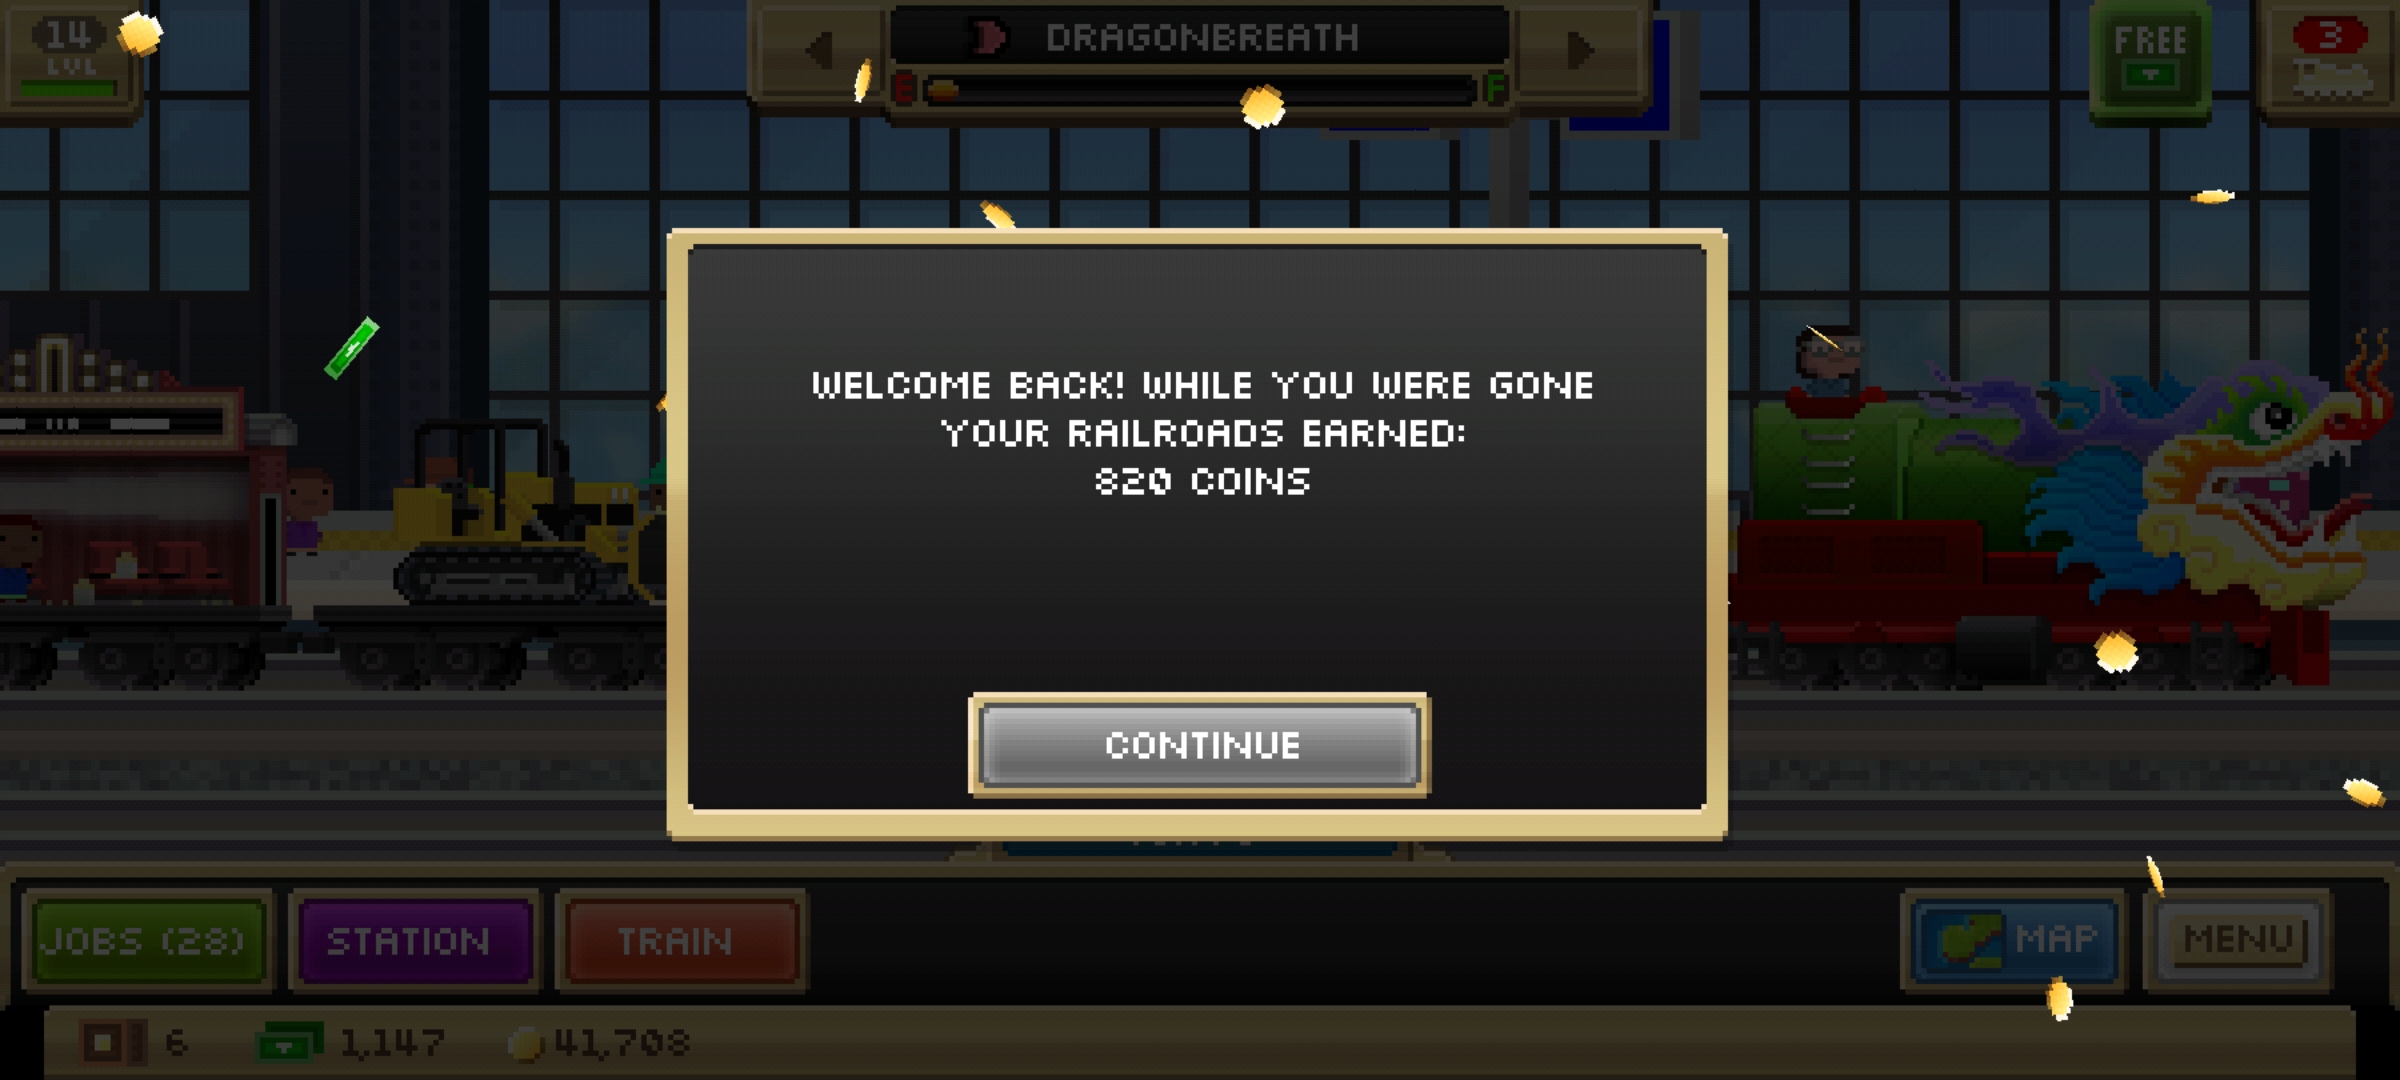 14
LVL
DRAGONBREATH
E F
FREE
3
WELCOME BACK! WHILE YOU WERE GONE
YOUR RAILROADS EARNED:
820 COINS
CONTINUE
JOBS (28)
STATION
TRAIN
MAP
MENU
6
1,147
41,708